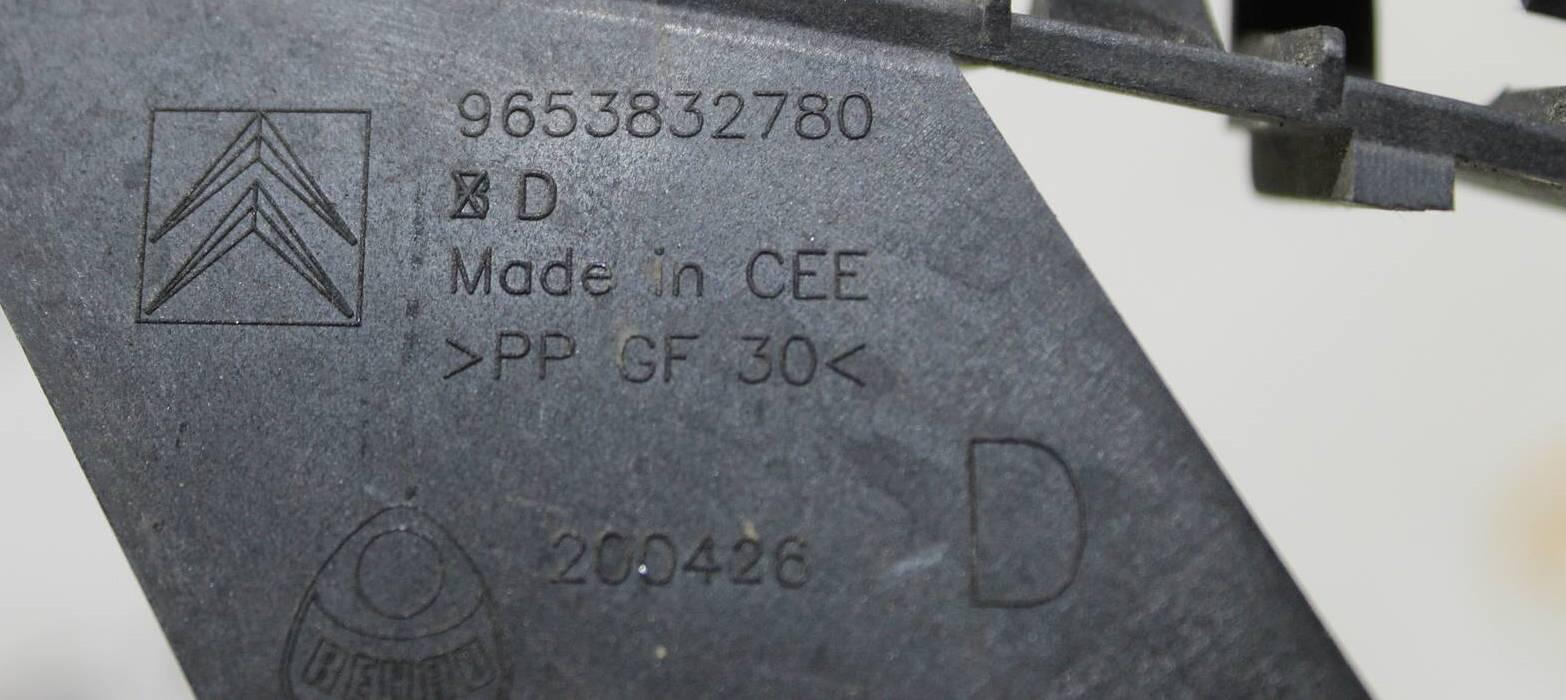 9653832780
D
Made in CEE
>PP GF 30<
D
200426